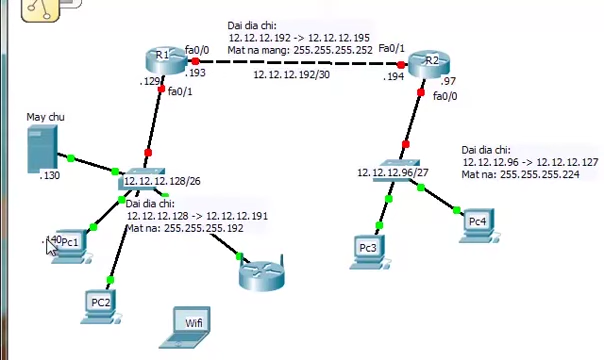 Dai dia chi:
12.12.12.192 -> 12.12.12.195
Mat na mang: 255.255.255.252
R1
fa0/0
Fa0/1
R2
.193
12.12.12.192/30
.194
.97
.129
fa0/1
fa0/0
May chu
.130
12.12.12.128/26
12.12.12.96/27
Dai dia chi:
12.12.12.96 -> 12.12.12.127
Mat na: 255.255.255.224
Dai dia chi:
12.12.12.128 -> 12.12.12.191
Mat na: 255.255.255.192
.140
Pc1
Pc4
Pc3
PC2
Wifi